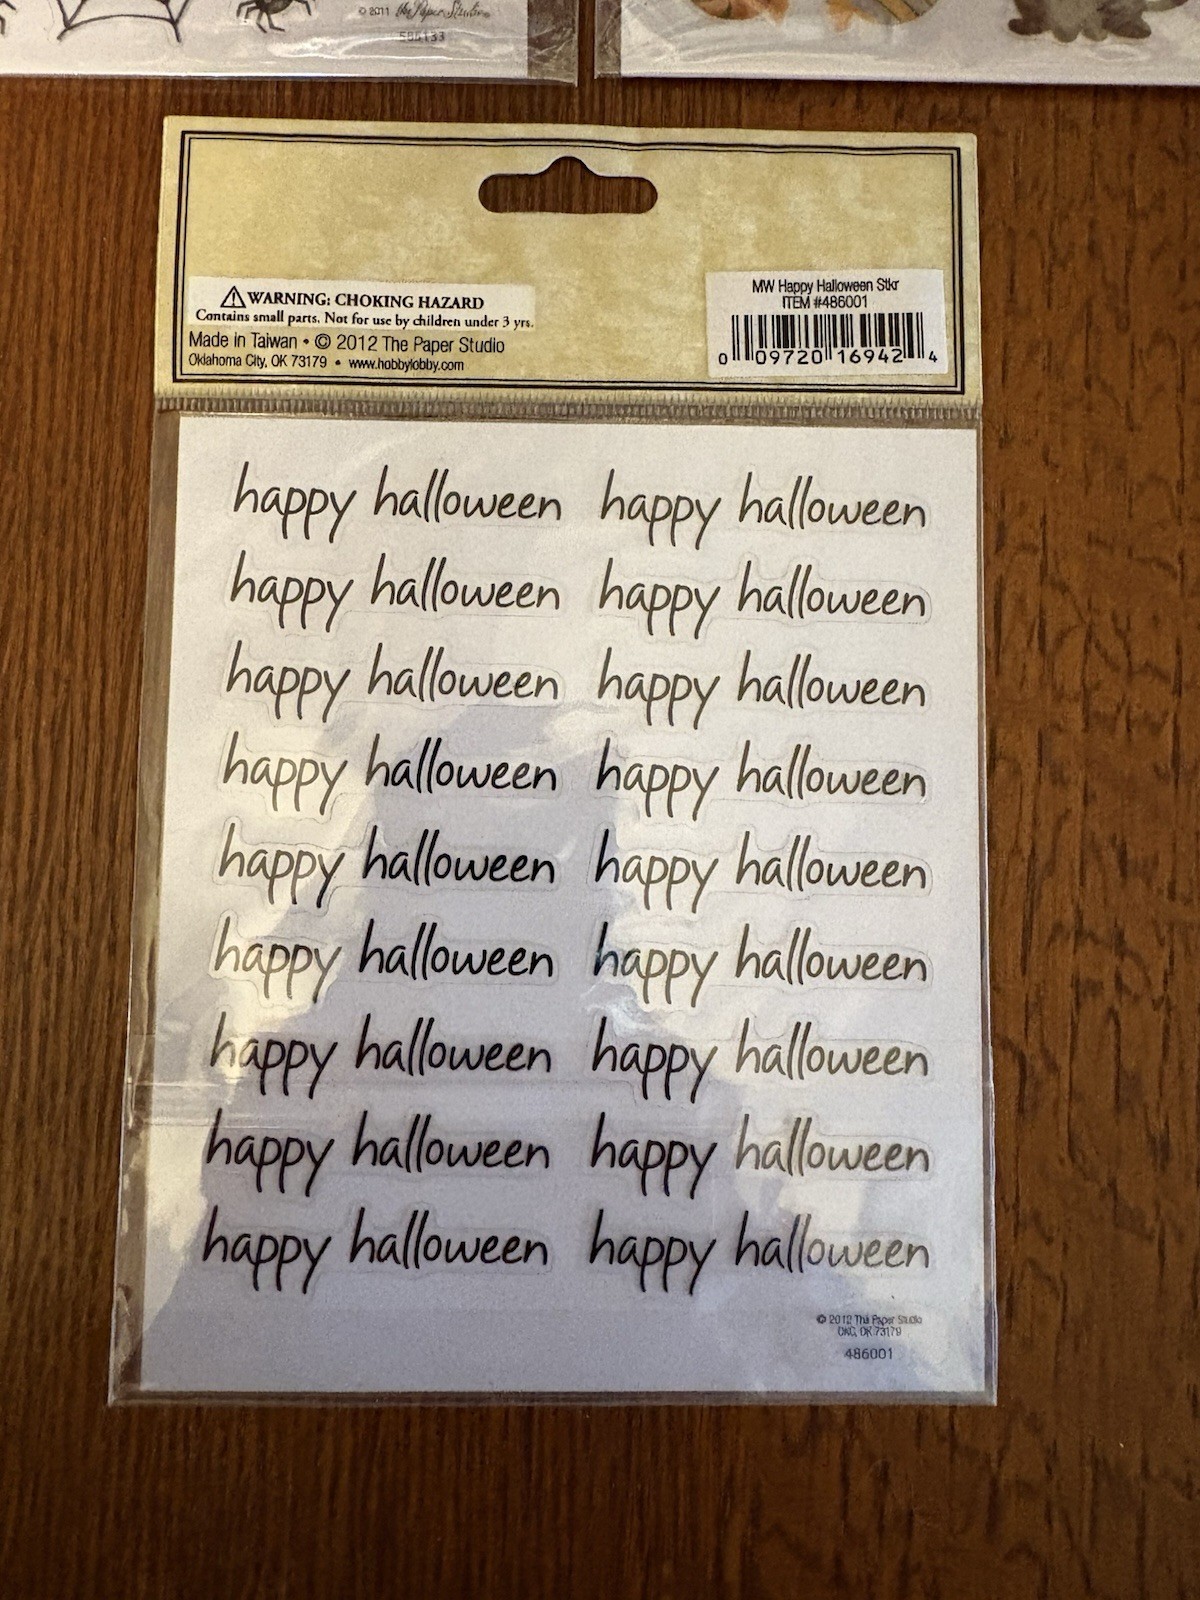 © 2011 The Paper Studio
WARNING: CHOKING HAZARD
Contains small parts. Not for use by children under 3 yrs.
Made in Taiwan • © 2012 The Paper Studio
Oklahoma City, OK 73179 • www.hobbylobby.com
MW Happy Halloween Stkr
ITEM #486001
0 09720 16942 4
happy halloween happy halloween
happy halloween happy halloween
happy halloween happy halloween
happy halloween happy halloween
happy halloween happy halloween
happy halloween happy halloween
happy halloween happy halloween
happy halloween happy halloween
happy halloween happy halloween
© 2012 The Paper Studio
OKC, OK 73179
486001